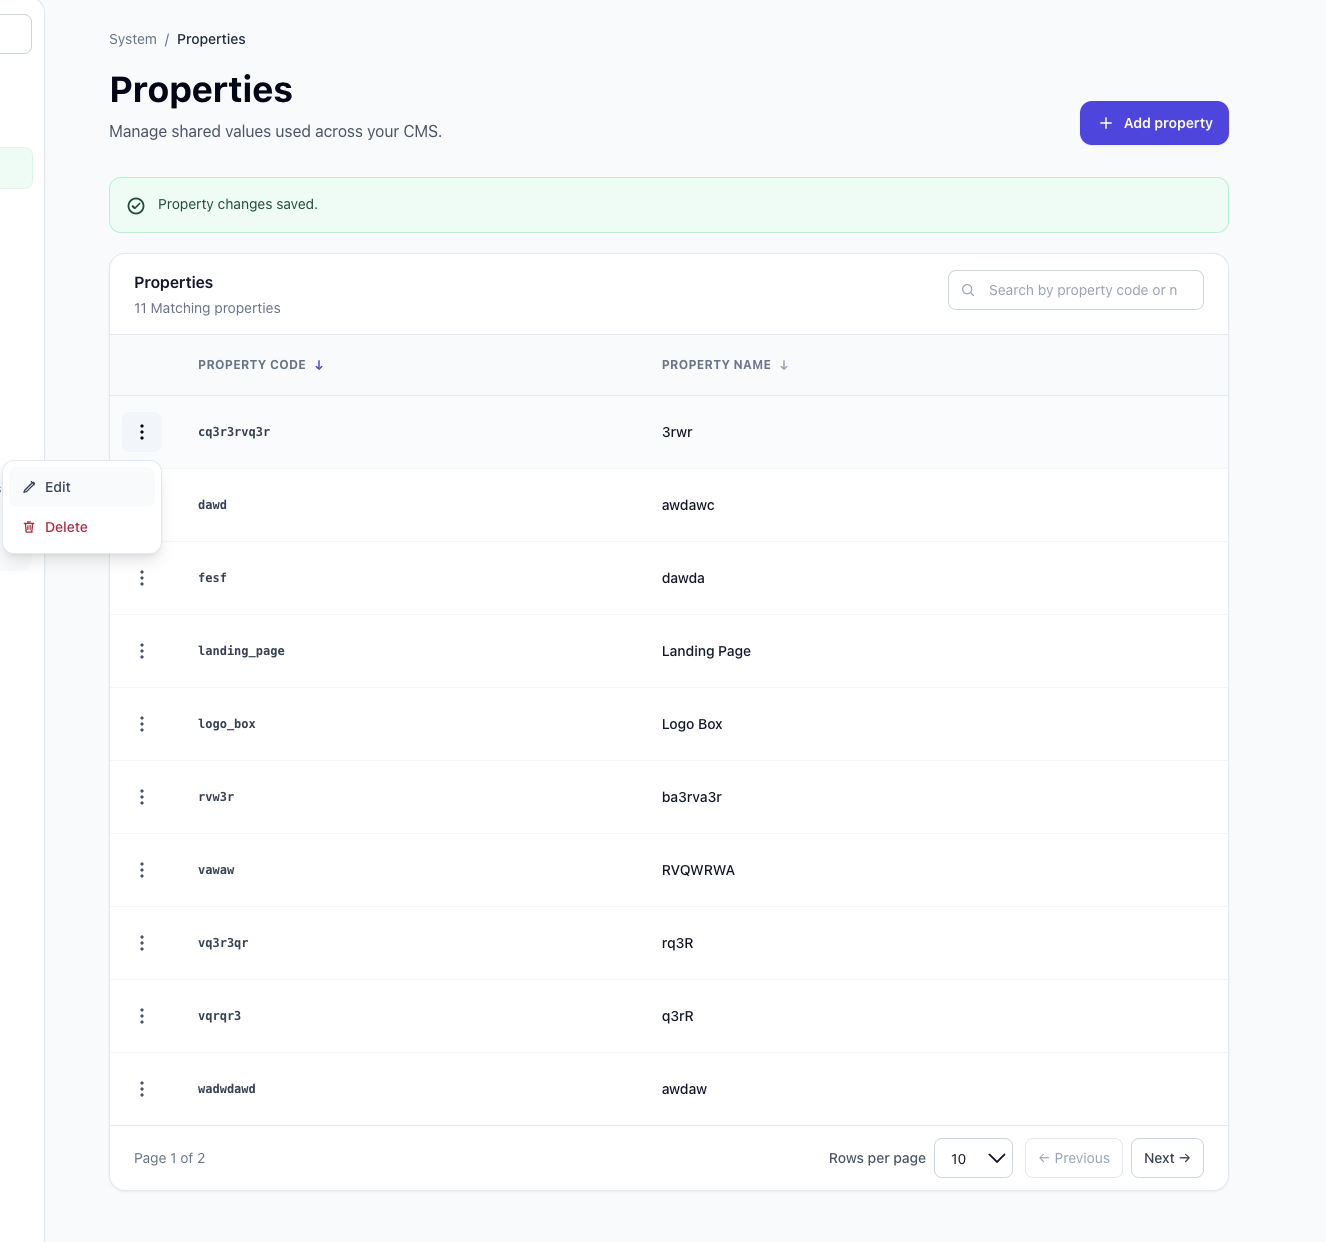 System / Properties
Properties
Manage shared values used across your CMS.
+ Add property
Property changes saved.
Properties
11 Matching properties
Search by property code or n
PROPERTY CODE ↓ PROPERTY NAME ↓
cq3r3rvq3r 3rwr
Edit
dawd awdawc
Delete
fesf dawda
landing_page Landing Page
logo_box Logo Box
rvw3r ba3rva3r
vawaw RVQWRWA
vq3r3qr rq3R
vqrqr3 q3rR
wadwdawd awdaw
Page 1 of 2 Rows per page 10 ← Previous Next →